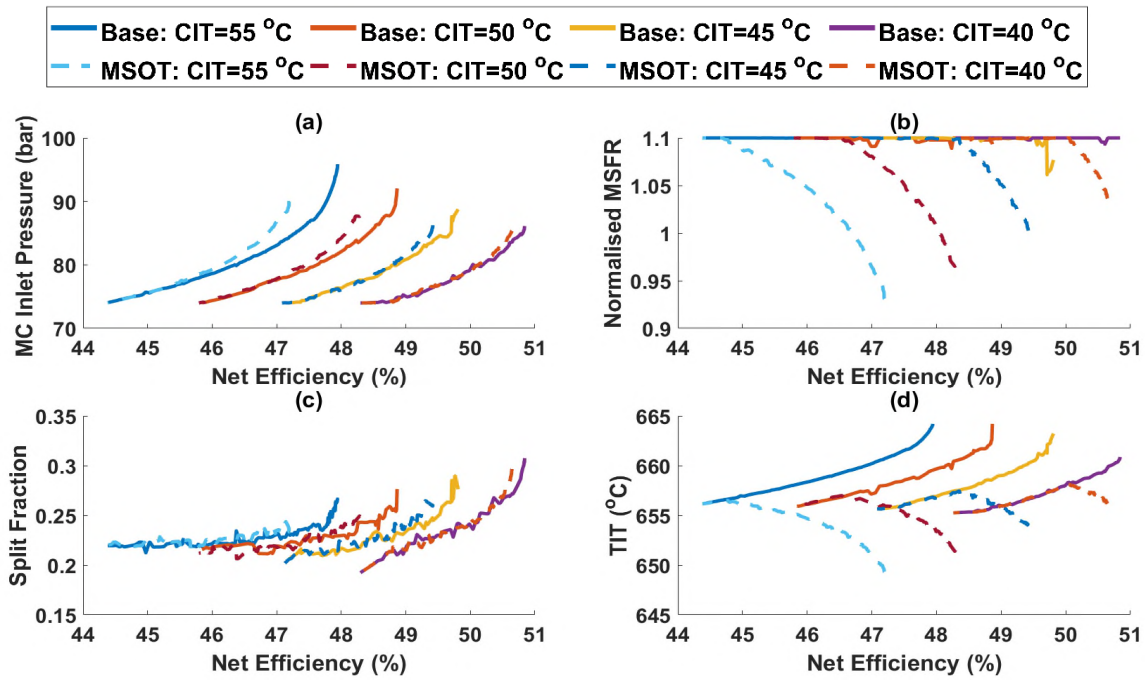 Base: CIT=55 °C Base: CIT=50 °C Base: CIT=45 °C Base: CIT=40 °C
MSOT: CIT=55 °C MSOT: CIT=50 °C MSOT: CIT=45 °C MSOT: CIT=40 °C
(a)
MC Inlet Pressure (bar)
100
90
80
70
44 45 46 47 48 49 50 51
Net Efficiency (%)
(b)
Normalised MSFR
1.1
1.05
1
0.95
0.9
44 45 46 47 48 49 50 51
Net Efficiency (%)
(c)
Split Fraction
0.35
0.3
0.25
0.2
0.15
44 45 46 47 48 49 50 51
Net Efficiency (%)
(d)
TIT (°C)
665
660
655
650
645
44 45 46 47 48 49 50 51
Net Efficiency (%)